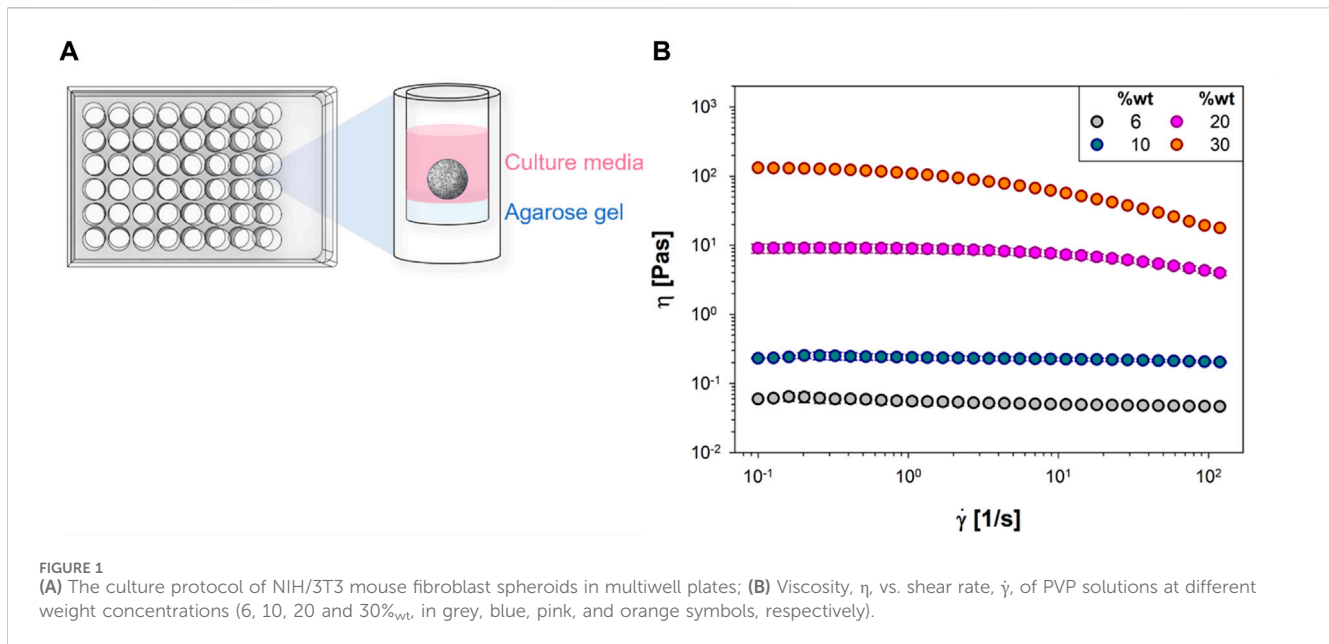 A
Culture media
Agarose gel
B
%wt %wt
6 20
10 30
10³
10²
10¹
10⁰
10⁻¹
10⁻²
η [Pas]
10⁻¹ 10⁰ 10¹ 10²
γ̇ [1/s]
FIGURE 1
(A) The culture protocol of NIH/3T3 mouse fibroblast spheroids in multiwell plates; (B) Viscosity, η, vs. shear rate, γ̇, of PVP solutions at different
weight concentrations (6, 10, 20 and 30%wt, in grey, blue, pink, and orange symbols, respectively).